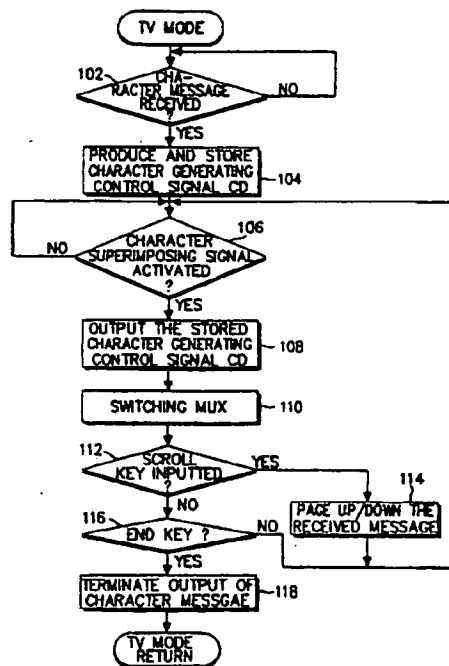 TV MODE
102
CHA-
RACTER MESSAGE
RECEIVED
?
NO
YES
PRODUCE AND STORE
CHARACTER GENERATING
CONTROL SIGNAL CD
104
106
NO
CHARACTER
SUPERIMPOSING SIGNAL
ACTIVATED
?
YES
OUTPUT THE STORED
CHARACTER GENERATING
CONTROL SIGNAL CD
108
SWITCHING MUX
110
112
SCROLL
KEY INPUTTED
?
YES
NO
114
PAGE UP/DOWN THE
RECEIVED MESSAGE
116
END KEY ?
NO
YES
TERMINATE OUTPUT OF
CHARACTER MESSGAE
118
TV MODE
RETURN